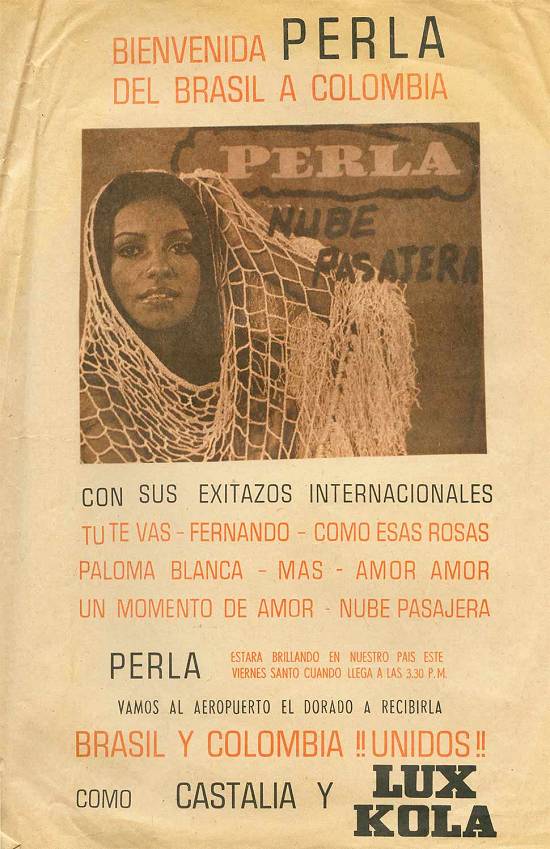 BIENVENIDA PERLA
DEL BRASIL A COLOMBIA
PERLA
NUBE
PASAJERA
CON SUS EXITAZOS INTERNACIONALES
TU TE VAS - FERNANDO - COMO ESAS ROSAS
PALOMA BLANCA - MAS - AMOR AMOR
UN MOMENTO DE AMOR - NUBE PASAJERA
PERLA ESTARA BRILLANDO EN NUESTRO PAIS ESTE
VIERNES SANTO CUANDO LLEGA A LAS 3.30 P.M.
VAMOS AL AEROPUERTO EL DORADO A RECIBIRLA
BRASIL Y COLOMBIA !!UNIDOS!!
COMO CASTALIA Y LUX
KOLA